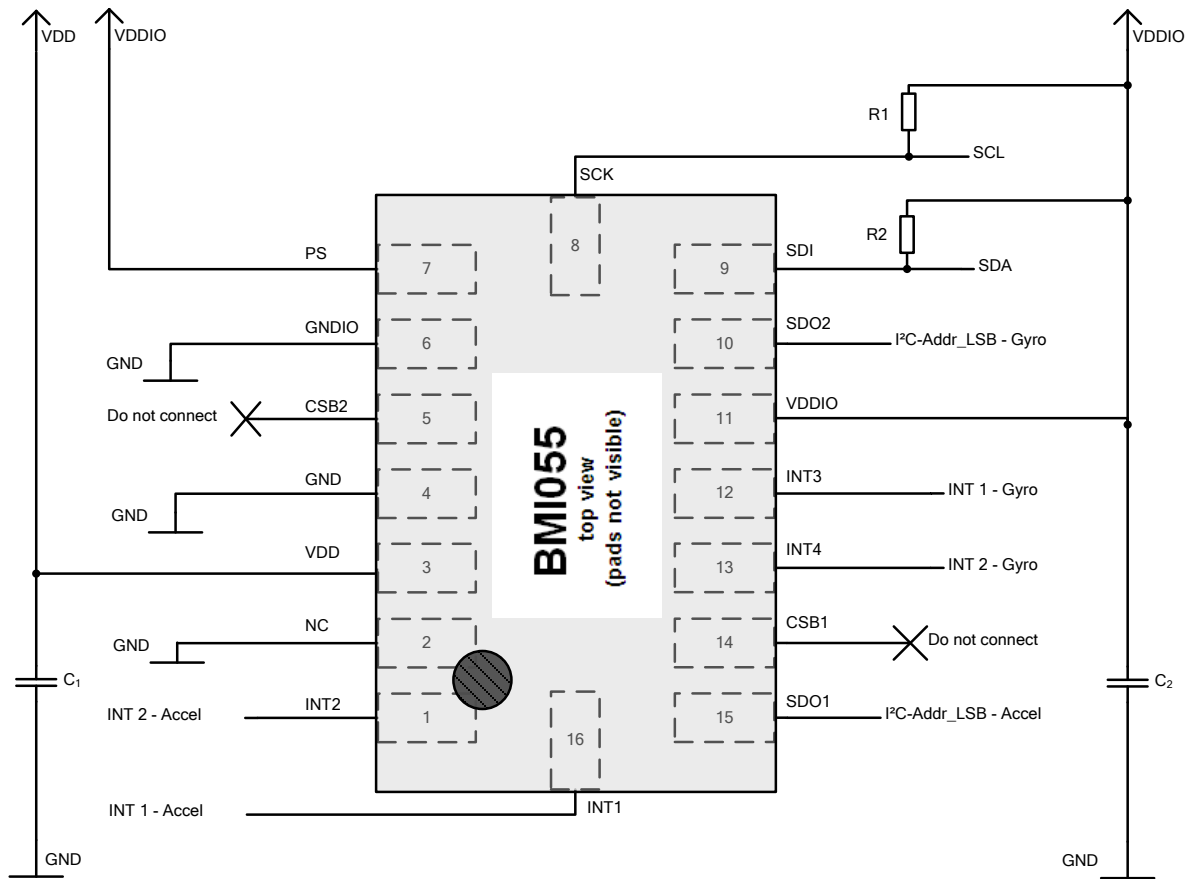 VDD
VDDIO
VDDIO
R1
SCL
SCK
8
R2
PS
7
9
SDI
SDA
GNDIO
6
10
SDO2
I²C-Addr_LSB - Gyro
GND
Do not connect
CSB2
5
11
VDDIO
GND
4
12
INT3
INT 1 - Gyro
GND
BMI055
top view
(pads not visible)
VDD
3
13
INT4
INT 2 - Gyro
NC
2
14
CSB1
Do not connect
GND
C₁
C₂
INT 2 - Accel
INT2
1
16
15
SDO1
I²C-Addr_LSB - Accel
INT 1 - Accel
INT1
GND
GND